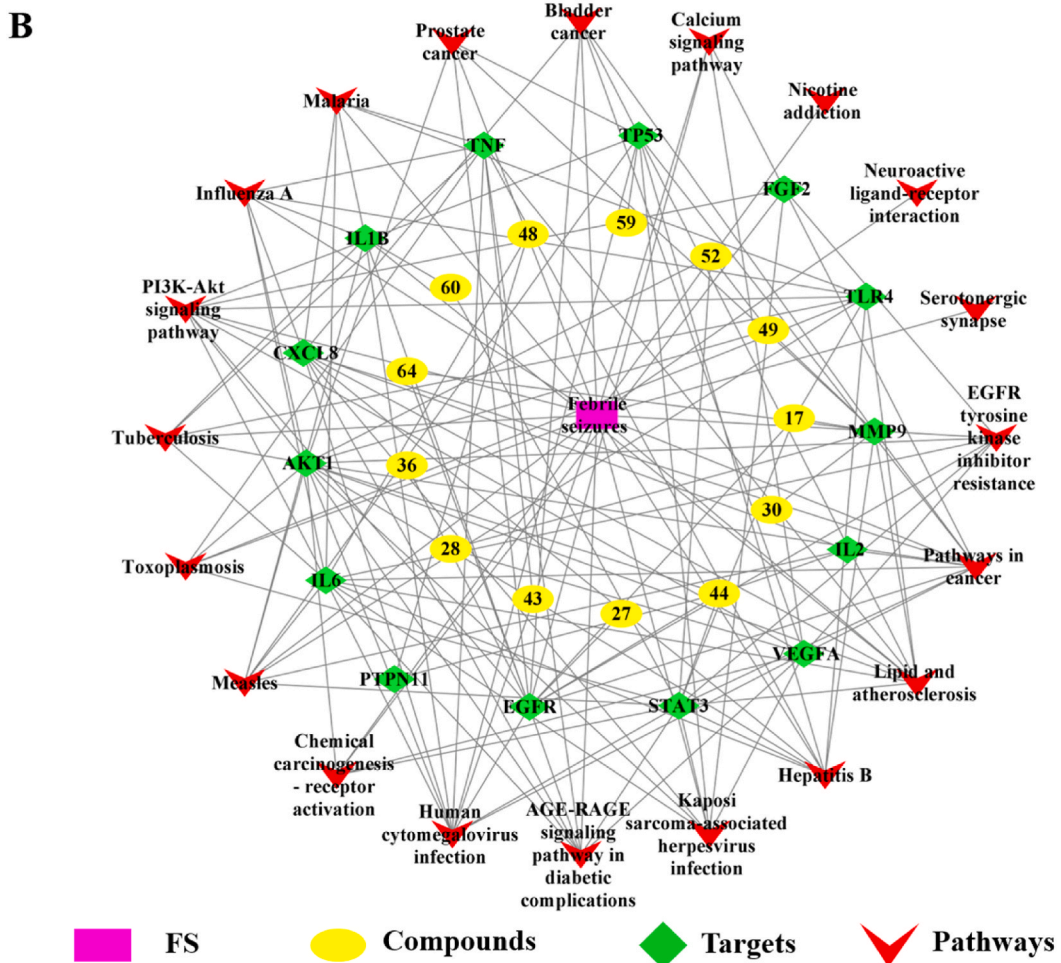 B
Prostate
cancer
Bladder
cancer
Calcium
signaling
pathway
Nicotine
addiction
Malaria
TNF
TP53
FGF2
Neuroactive
ligand-receptor
interaction
Influenza A
IL1B
48
59
52
60
TLR4
Serotonergic
synapse
PI3K-Akt
signaling
pathway
CXCL8
64
49
Febrile
seizures
17
MMP9
EGFR
tyrosine
kinase
inhibitor
resistance
Tuberculosis
AKT1
36
30
28
IL2
Pathways in
cancer
Toxoplasmosis
IL6
43
27
44
VEGFA
Measles
PTPN11
EGFR
STAT3
Lipid and
atherosclerosis
Chemical
carcinogenesis
- receptor
activation
Human
cytomegalovirus
infection
AGE-RAGE
signaling
pathway in
diabetic
complications
Kaposi
sarcoma-associated
herpesvirus
infection
Hepatitis B
FS
Compounds
Targets
Pathways